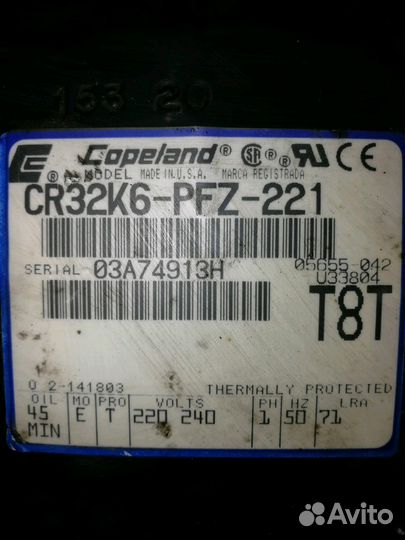 153 20
Copeland® ® ®
® MODEL MADE IN U.S.A. MARCA REGISTRADA
CR32K6-PFZ-221
SERIAL 03A74913H
05655 042
U33804
T8T
0 2-141803 THERMALLY PROTECTED
OIL MO PRO VOLTS PH HZ LRA
45 E T 220 240 1 50 71
MIN
Avito